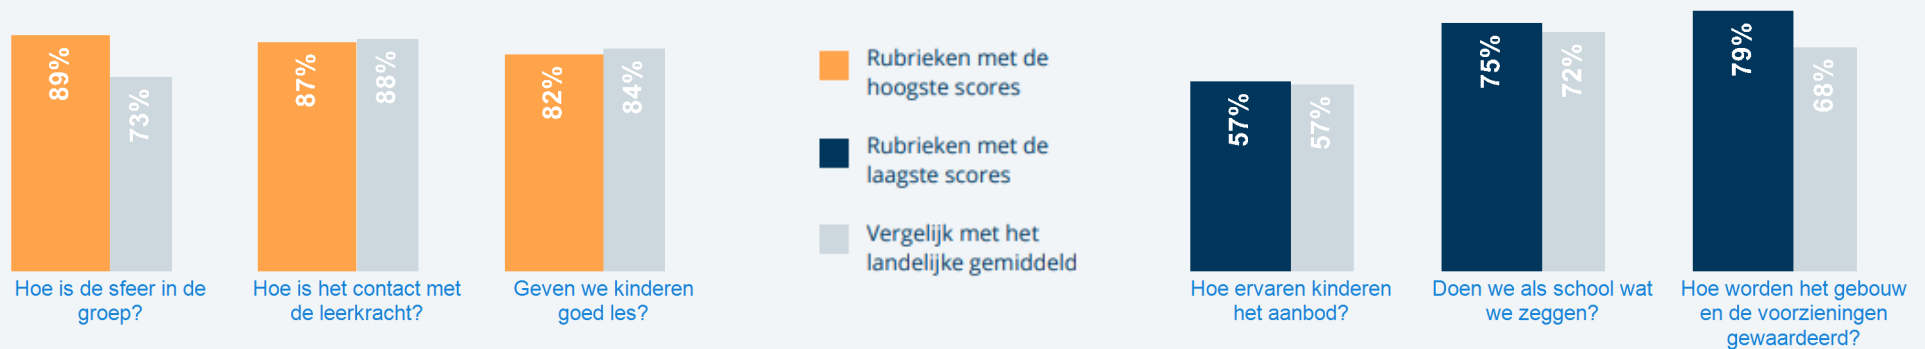 89%
73%
Hoe is de sfeer in de
groep?
87%
88%
Hoe is het contact met
de leerkracht?
82%
84%
Geven we kinderen
goed les?
Rubrieken met de
hoogste scores
Rubrieken met de
laagste scores
Vergelijk met het
landelijke gemiddeld
57%
57%
Hoe ervaren kinderen
het aanbod?
75%
72%
Doen we als school wat
we zeggen?
79%
68%
Hoe worden het gebouw
en de voorzieningen
gewaardeerd?